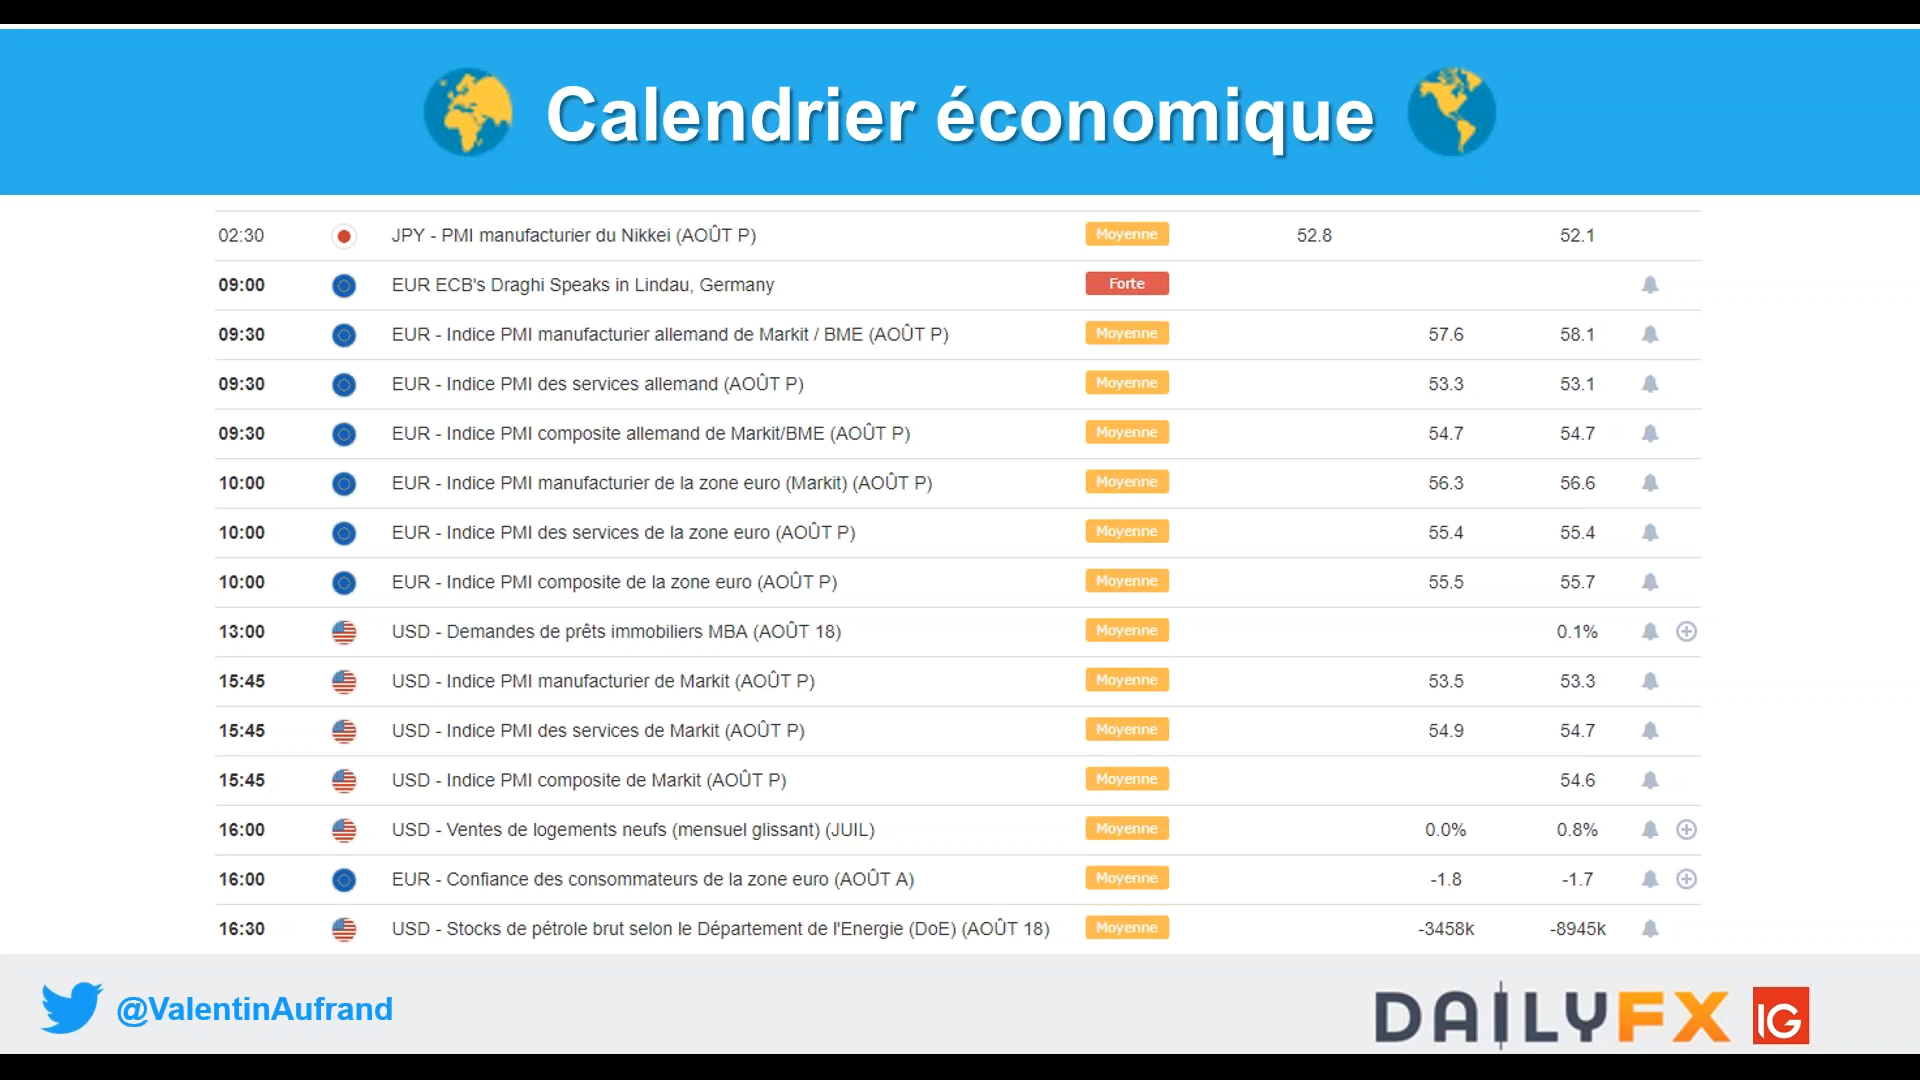 Calendrier économique
02:30 JPY - PMI manufacturier du Nikkei (AOÛT P) Moyenne 52.8 52.1
09:00 EUR ECB's Draghi Speaks in Lindau, Germany Forte
09:30 EUR - Indice PMI manufacturier allemand de Markit / BME (AOÛT P) Moyenne 57.6 58.1
09:30 EUR - Indice PMI des services allemand (AOÛT P) Moyenne 53.3 53.1
09:30 EUR - Indice PMI composite allemand de Markit/BME (AOÛT P) Moyenne 54.7 54.7
10:00 EUR - Indice PMI manufacturier de la zone euro (Markit) (AOÛT P) Moyenne 56.3 56.6
10:00 EUR - Indice PMI des services de la zone euro (AOÛT P) Moyenne 55.4 55.4
10:00 EUR - Indice PMI composite de la zone euro (AOÛT P) Moyenne 55.5 55.7
13:00 USD - Demandes de prêts immobiliers MBA (AOÛT 18) Moyenne 0.1%
15:45 USD - Indice PMI manufacturier de Markit (AOÛT P) Moyenne 53.5 53.3
15:45 USD - Indice PMI des services de Markit (AOÛT P) Moyenne 54.9 54.7
15:45 USD - Indice PMI composite de Markit (AOÛT P) Moyenne 54.6
16:00 USD - Ventes de logements neufs (mensuel glissant) (JUIL) Moyenne 0.0% 0.8%
16:00 EUR - Confiance des consommateurs de la zone euro (AOÛT A) Moyenne -1.8 -1.7
16:30 USD - Stocks de pétrole brut selon le Département de l'Energie (DoE) (AOÛT 18) Moyenne -3458k -8945k
@ValentinAufrand
DAILYFX IG